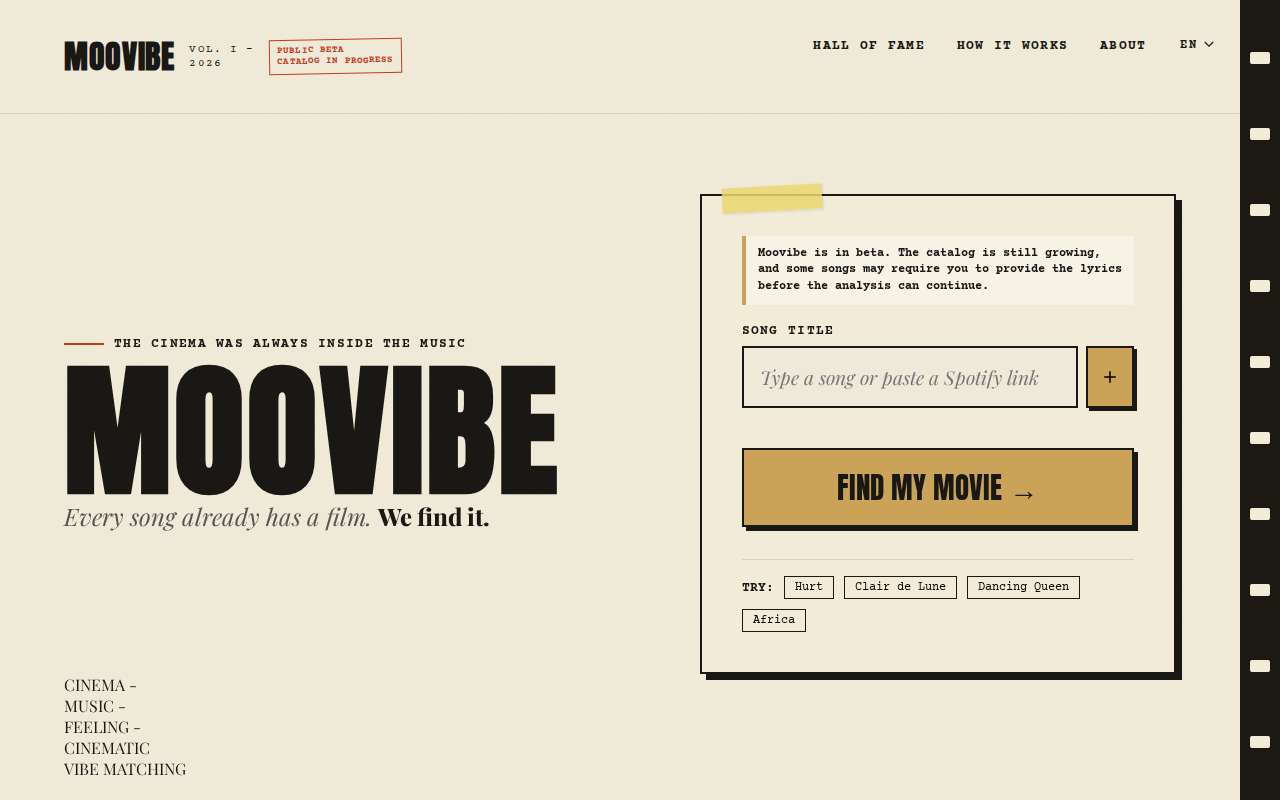 MOOVIBE
VOL. I –
2026
PUBLIC BETA
CATALOG IN PROGRESS
HALL OF FAME
HOW IT WORKS
ABOUT
EN
THE CINEMA WAS ALWAYS INSIDE THE MUSIC
MOOVIBE
Every song already has a film. We find it.
CINEMA –
MUSIC –
FEELING –
CINEMATIC
VIBE MATCHING
Moovibe is in beta. The catalog is still growing,
and some songs may require you to provide the lyrics
before the analysis can continue.
SONG TITLE
Type a song or paste a Spotify link
+
FIND MY MOVIE →
TRY: Hurt Clair de Lune Dancing Queen
Africa